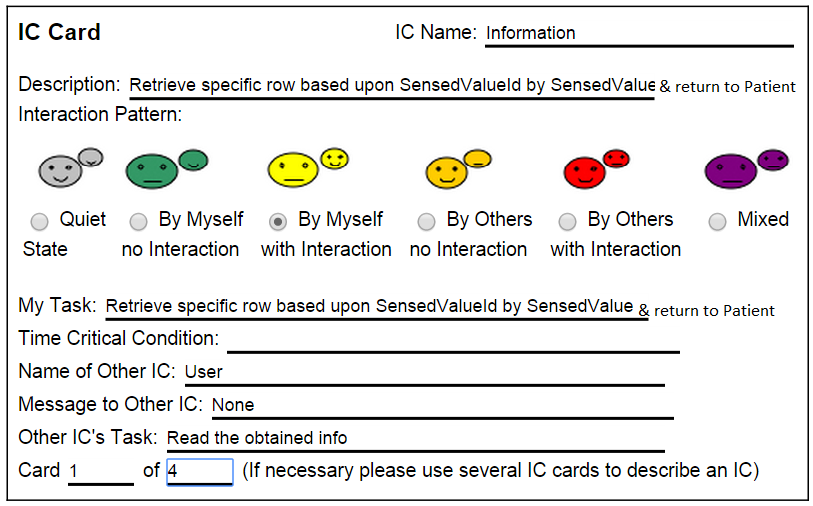 IC Card IC Name: Information
Description: Retrieve specific row based upon SensedValueId by SensedValue & return to Patient
Interaction Pattern:
Quiet State By Myself no Interaction By Myself with Interaction By Others no Interaction By Others with Interaction Mixed
My Task: Retrieve specific row based upon SensedValueId by SensedValue & return to Patient
Time Critical Condition:
Name of Other IC: User
Message to Other IC: None
Other IC's Task: Read the obtained info
Card 1 of 4 (If necessary please use several IC cards to describe an IC)